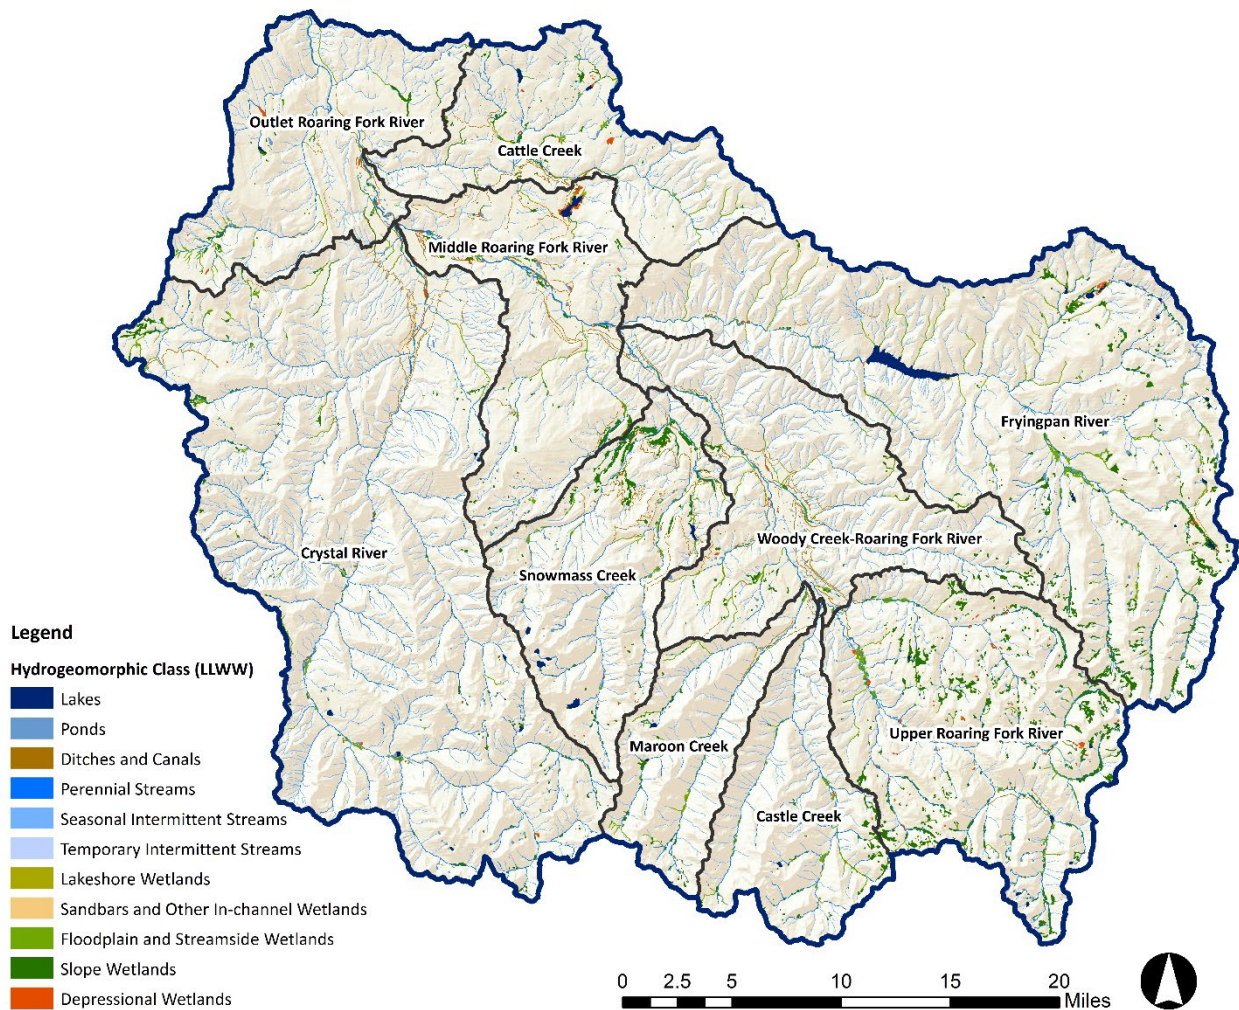 Outlet Roaring Fork River
Cattle Creek
Middle Roaring Fork River
Fryingpan River
Woody Creek-Roaring Fork River
Crystal River
Snowmass Creek
Upper Roaring Fork River
Maroon Creek
Castle Creek
Legend
Hydrogeomorphic Class (LLWW)
Lakes
Ponds
Ditches and Canals
Perennial Streams
Seasonal Intermittent Streams
Temporary Intermittent Streams
Lakeshore Wetlands
Sandbars and Other In-channel Wetlands
Floodplain and Streamside Wetlands
Slope Wetlands
Depressional Wetlands
0 2.5 5 10 15 20
Miles